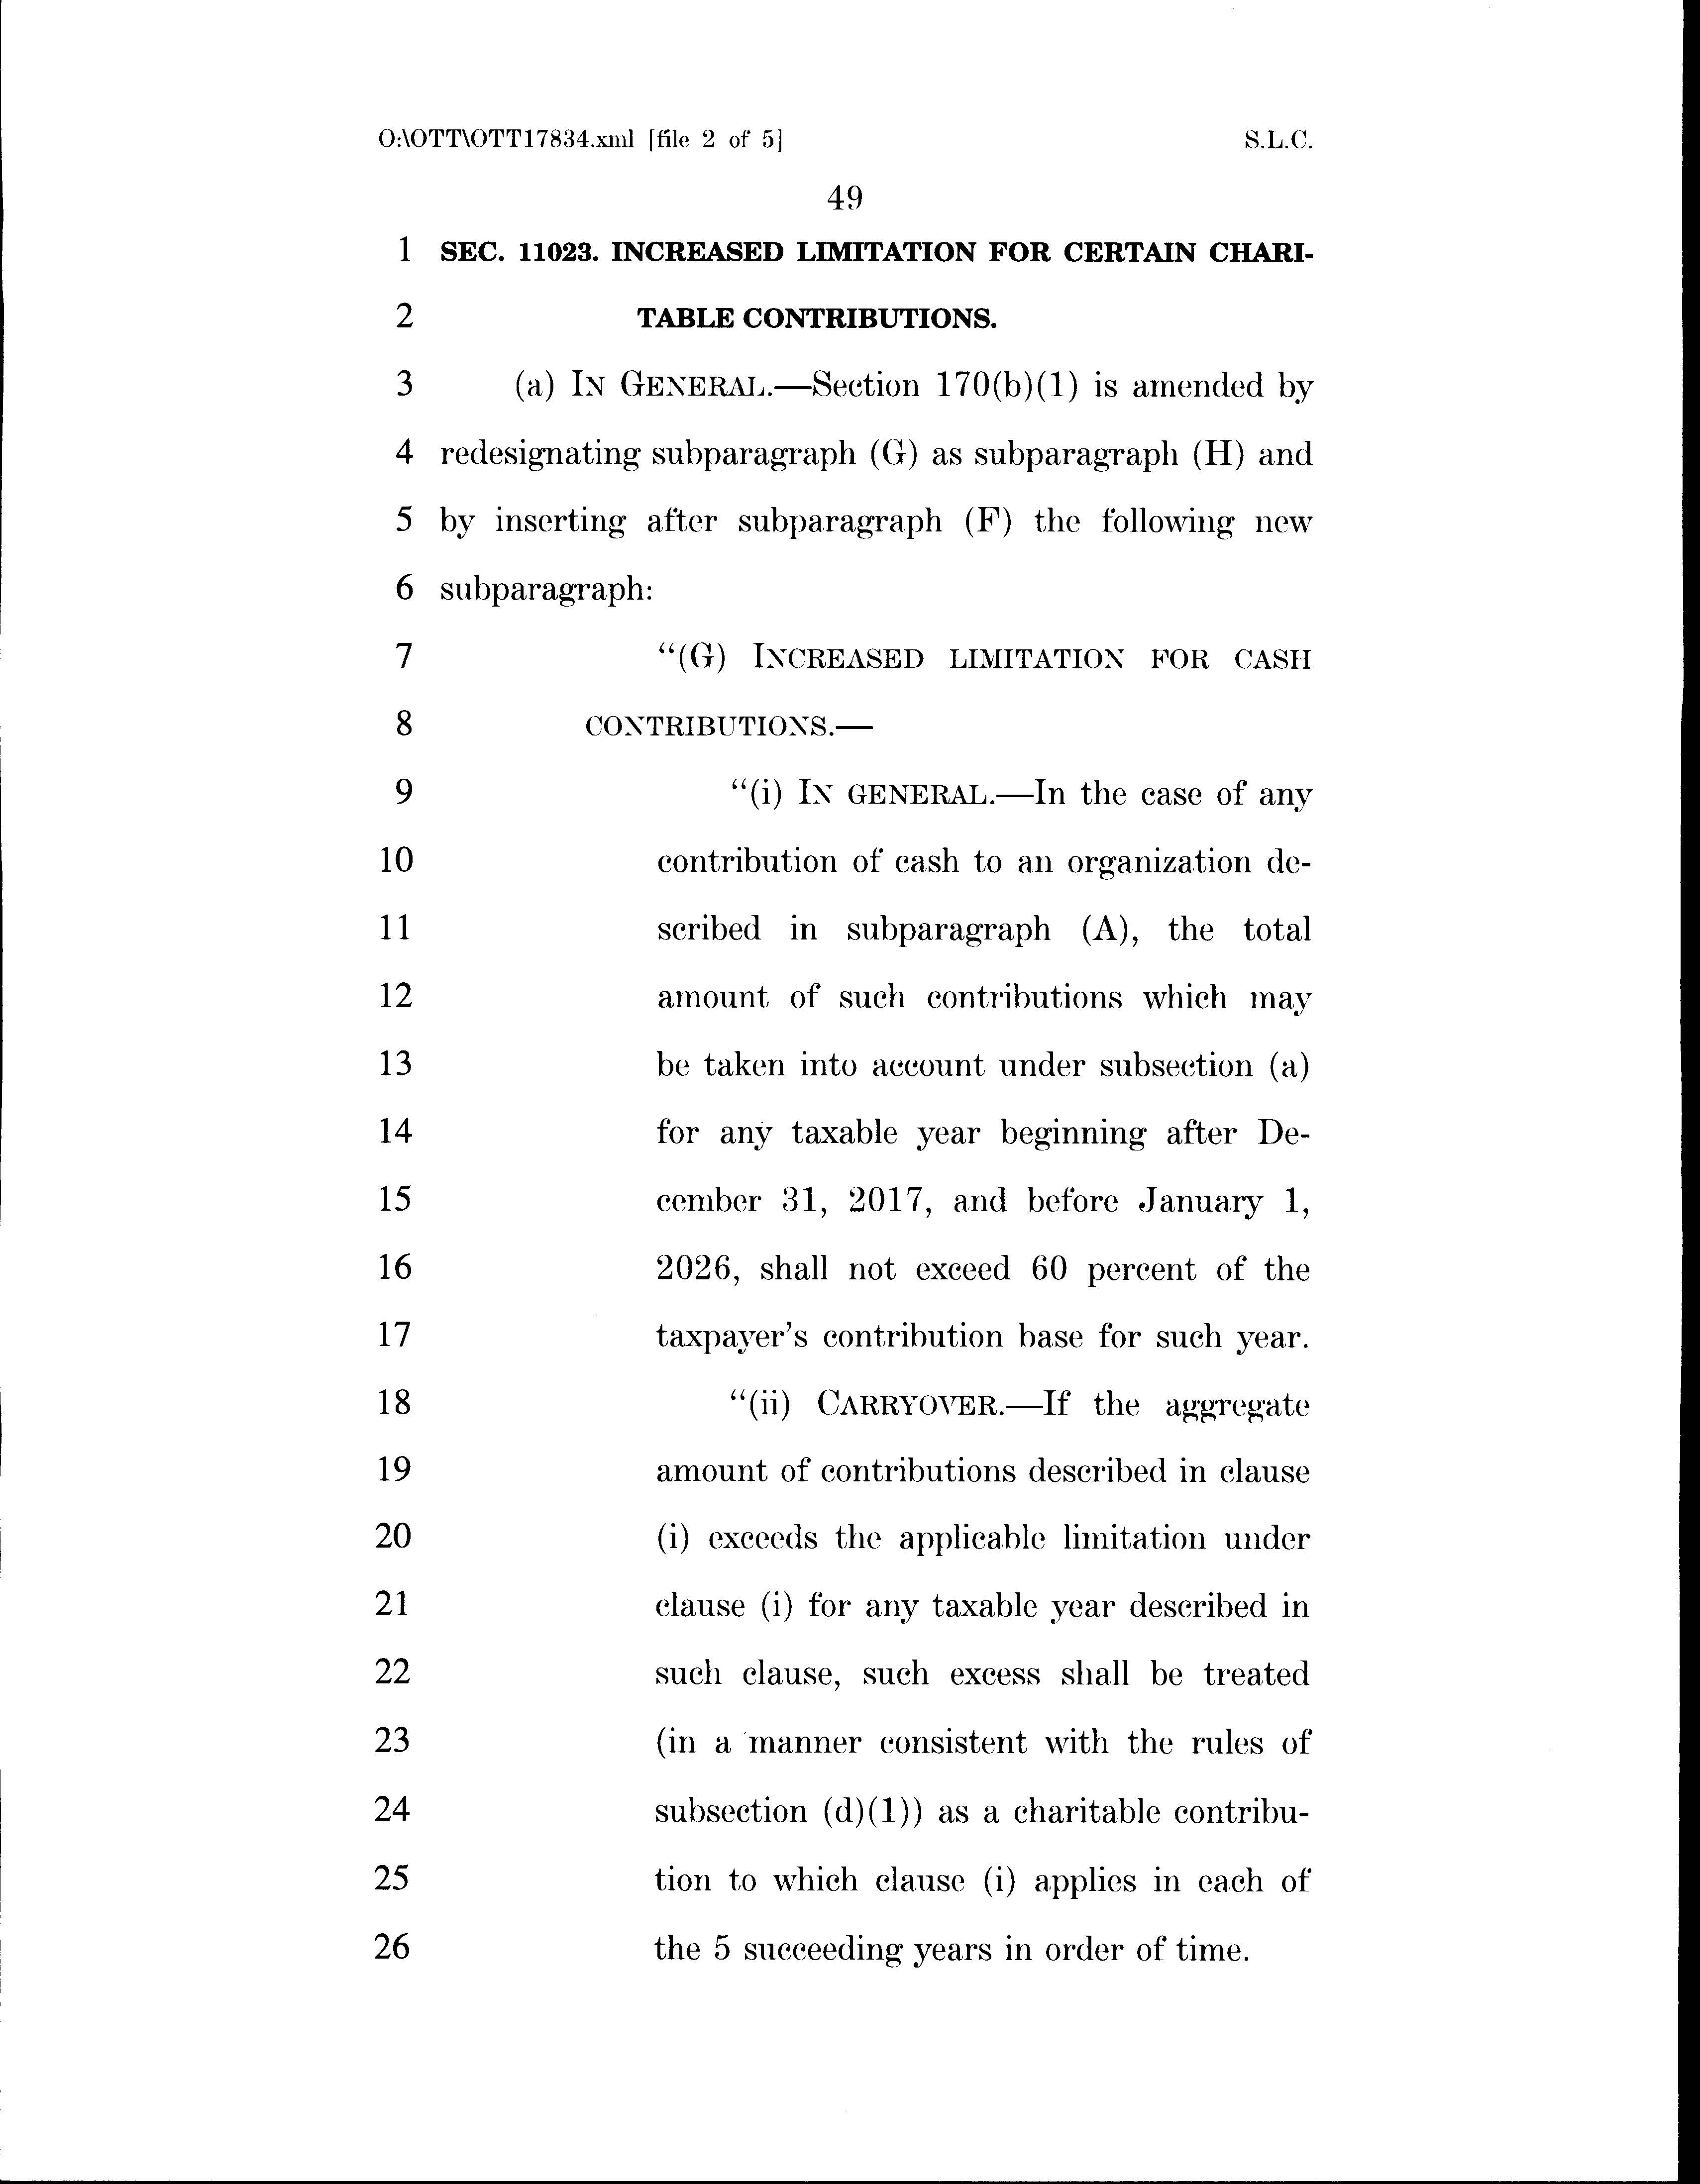 O:\OTT\OTT17834.xml [file 2 of 5] S.L.C.
49
1 SEC. 11023. INCREASED LIMITATION FOR CERTAIN CHARI-
2 TABLE CONTRIBUTIONS.
3 (a) IN GENERAL.—Section 170(b)(1) is amended by
4 redesignating subparagraph (G) as subparagraph (H) and
5 by inserting after subparagraph (F) the following new
6 subparagraph:
7 “(G) INCREASED LIMITATION FOR CASH
8 CONTRIBUTIONS.—
9 “(i) IN GENERAL.—In the case of any
10 contribution of cash to an organization de-
11 scribed in subparagraph (A), the total
12 amount of such contributions which may
13 be taken into account under subsection (a)
14 for any taxable year beginning after De-
15 cember 31, 2017, and before January 1,
16 2026, shall not exceed 60 percent of the
17 taxpayer’s contribution base for such year.
18 “(ii) CARRYOVER.—If the aggregate
19 amount of contributions described in clause
20 (i) exceeds the applicable limitation under
21 clause (i) for any taxable year described in
22 such clause, such excess shall be treated
23 (in a manner consistent with the rules of
24 subsection (d)(1)) as a charitable contribu-
25 tion to which clause (i) applies in each of
26 the 5 succeeding years in order of time.